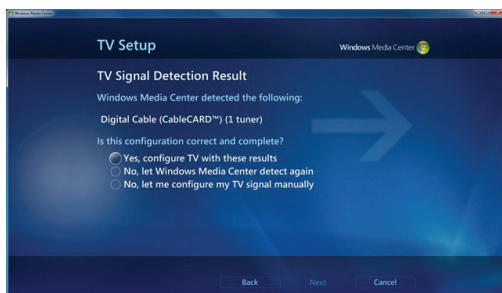 Windows Media Center
TV Setup
Windows Media Center
TV Signal Detection Result
Windows Media Center detected the following:
Digital Cable (CableCARD™) (1 tuner)
Is this configuration correct and complete?
Yes, configure TV with these results
No, let Windows Media Center detect again
No, let me configure my TV signal manually
Back Next Cancel